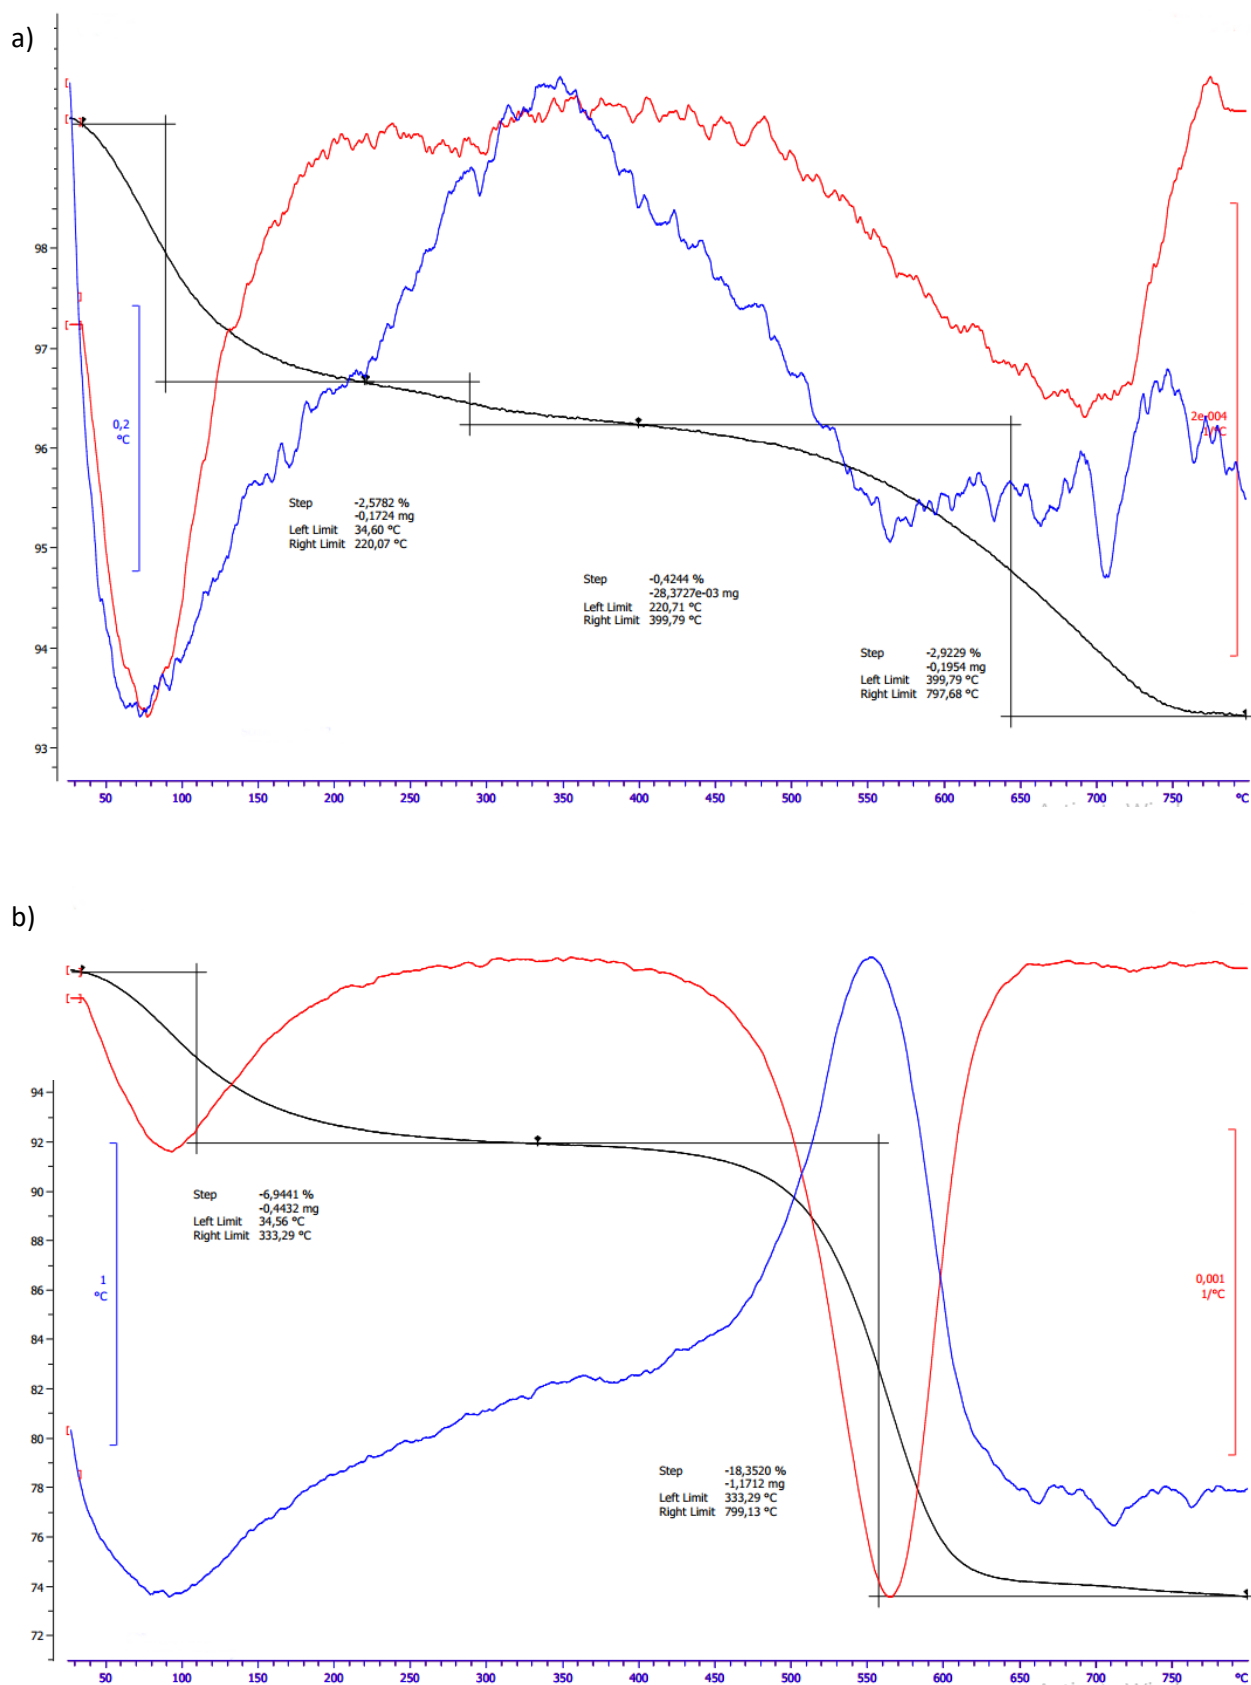 a)
98
97
96
95
94
93
0,2
°C
2e-004
1/°C
Step -2,5782 %
-0,1724 mg
Left Limit 34,60 °C
Right Limit 220,07 °C
Step -0,4244 %
-28,3727e-03 mg
Left Limit 220,71 °C
Right Limit 399,79 °C
Step -2,9229 %
-0,1954 mg
Left Limit 399,79 °C
Right Limit 797,68 °C
50 100 150 200 250 300 350 400 450 500 550 600 650 700 750 °C
b)
94
92
90
88
86
84
82
80
78
76
74
72
1
°C
0,001
1/°C
Step -6,9441 %
-0,4432 mg
Left Limit 34,56 °C
Right Limit 333,29 °C
Step -18,3520 %
-1,1712 mg
Left Limit 333,29 °C
Right Limit 799,13 °C
50 100 150 200 250 300 350 400 450 500 550 600 650 700 750 °C